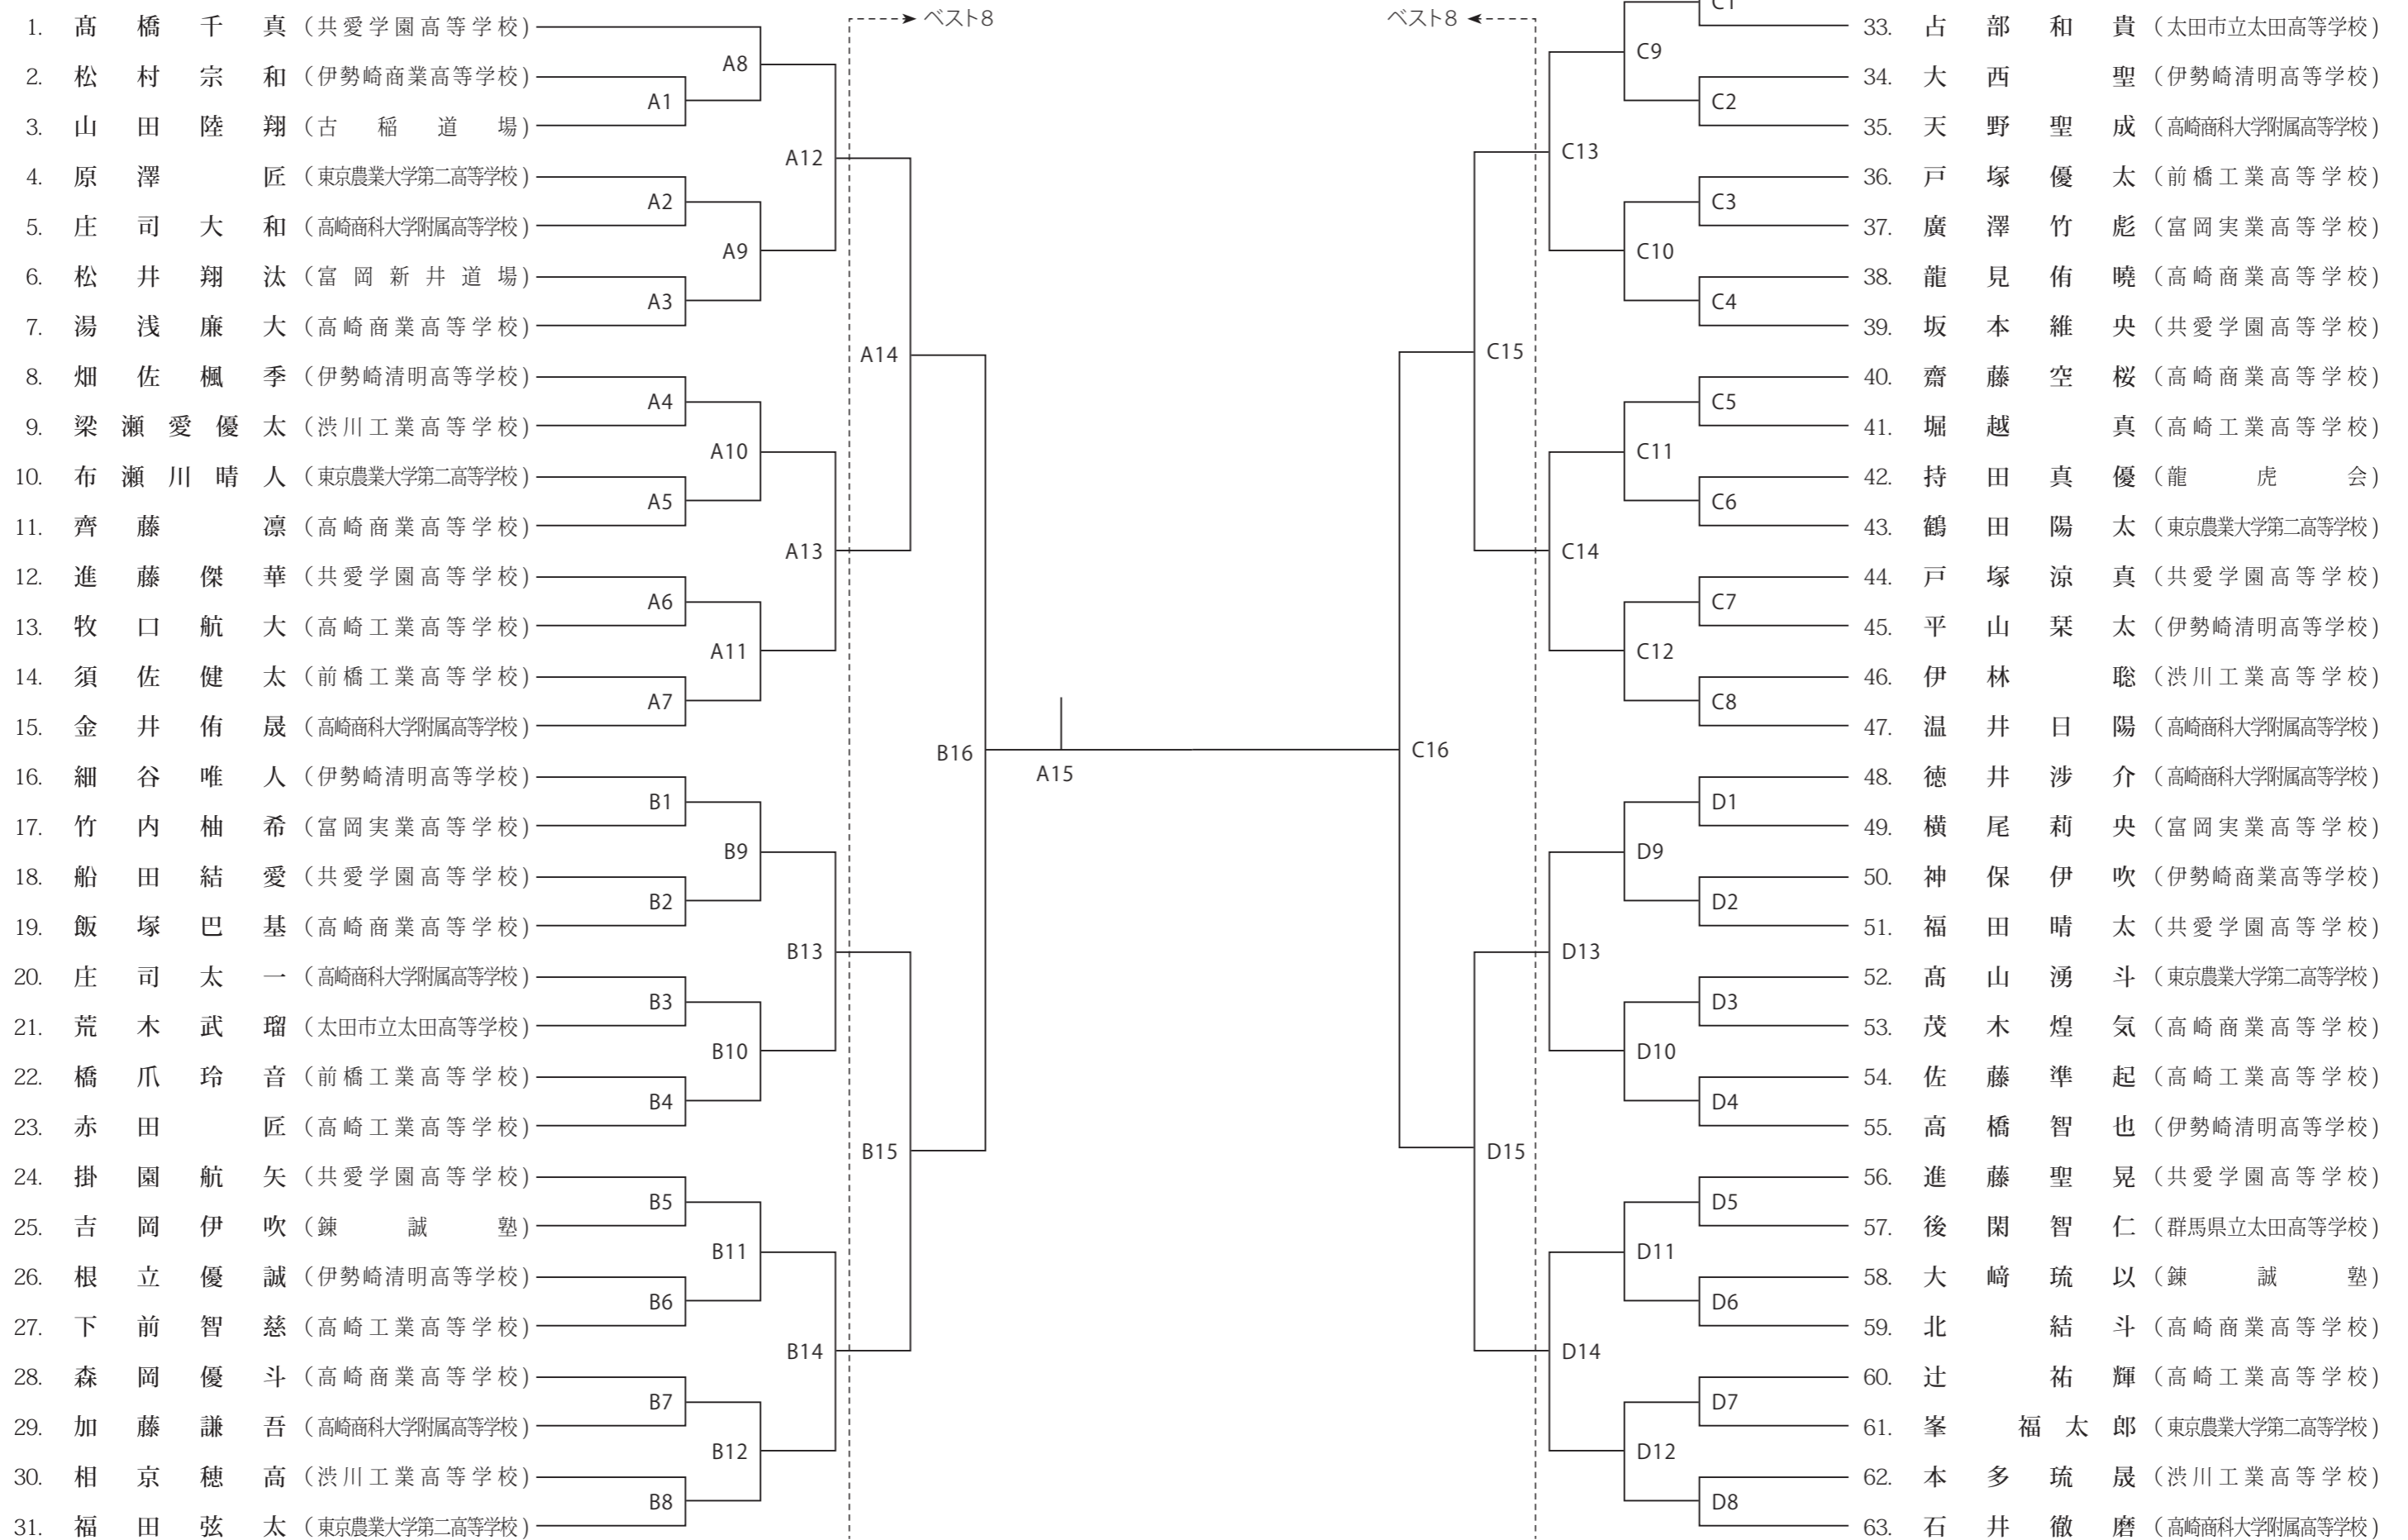 ベスト8
1. 髙橋千真（共愛学園高等学校）
2. 松村宗和（伊勢崎商業高等学校）
3. 山田陸翔（古稲道場）
4. 原澤匠（東京農業大学第二高等学校）
5. 庄司大和（高崎商科大学附属高等学校）
6. 松井翔汰（富岡新井道場）
7. 湯浅廉大（高崎商業高等学校）
8. 畑佐楓季（伊勢崎清明高等学校）
9. 梁瀬愛優太（渋川工業高等学校）
10. 布瀬川晴人（東京農業大学第二高等学校）
11. 齊藤凛（高崎商業高等学校）
12. 進藤傑華（共愛学園高等学校）
13. 牧口航大（高崎工業高等学校）
14. 須佐健太（前橋工業高等学校）
15. 金井侑晟（高崎商科大学附属高等学校）
16. 細谷唯人（伊勢崎清明高等学校）
17. 竹内柚希（富岡実業高等学校）
18. 船田結愛（共愛学園高等学校）
19. 飯塚巴基（高崎商業高等学校）
20. 庄司太一（高崎商科大学附属高等学校）
21. 荒木武瑠（太田市立太田高等学校）
22. 橋爪玲音（前橋工業高等学校）
23. 赤田匠（高崎工業高等学校）
24. 掛園航矢（共愛学園高等学校）
25. 吉岡伊吹（錬誠塾）
26. 根立優誠（伊勢崎清明高等学校）
27. 下前智慈（高崎工業高等学校）
28. 森岡優斗（高崎商業高等学校）
29. 加藤謙吾（高崎商科大学附属高等学校）
30. 相京穂高（渋川工業高等学校）
31. 福田弦太（東京農業大学第二高等学校）
A1
A2
A3
A4
A5
A6
A7
B1
B2
B3
B4
B5
B6
B7
B8
A8
A9
A10
A11
B9
B10
B11
B12
A12
A13
B13
B14
A14
B15
B16
A15
C16
C15
D15
C13
C14
D13
D14
C9
C10
C11
C12
D9
D10
D11
D12
C1
C2
C3
C4
C5
C6
C7
C8
D1
D2
D3
D4
D5
D6
D7
D8
ベスト8
33. 占部和貴（太田市立太田高等学校）
34. 大西聖（伊勢崎清明高等学校）
35. 天野聖成（高崎商科大学附属高等学校）
36. 戸塚優太（前橋工業高等学校）
37. 廣澤竹彪（富岡実業高等学校）
38. 龍見侑曉（高崎商業高等学校）
39. 坂本維央（共愛学園高等学校）
40. 齋藤空桜（高崎商業高等学校）
41. 堀越真（高崎工業高等学校）
42. 持田真優（龍虎会）
43. 鶴田陽太（東京農業大学第二高等学校）
44. 戸塚涼真（共愛学園高等学校）
45. 平山栞太（伊勢崎清明高等学校）
46. 伊林聡（渋川工業高等学校）
47. 温井日陽（高崎商科大学附属高等学校）
48. 徳井渉介（高崎商科大学附属高等学校）
49. 横尾莉央（富岡実業高等学校）
50. 神保伊吹（伊勢崎商業高等学校）
51. 福田晴太（共愛学園高等学校）
52. 髙山湧斗（東京農業大学第二高等学校）
53. 茂木煌気（高崎商業高等学校）
54. 佐藤準起（高崎工業高等学校）
55. 高橋智也（伊勢崎清明高等学校）
56. 進藤聖晃（共愛学園高等学校）
57. 後閑智仁（群馬県立太田高等学校）
58. 大﨑琉以（錬誠塾）
59. 北結斗（高崎商業高等学校）
60. 辻祐輝（高崎工業高等学校）
61. 峯福太郎（東京農業大学第二高等学校）
62. 本多琉晟（渋川工業高等学校）
63. 石井徹磨（高崎商科大学附属高等学校）